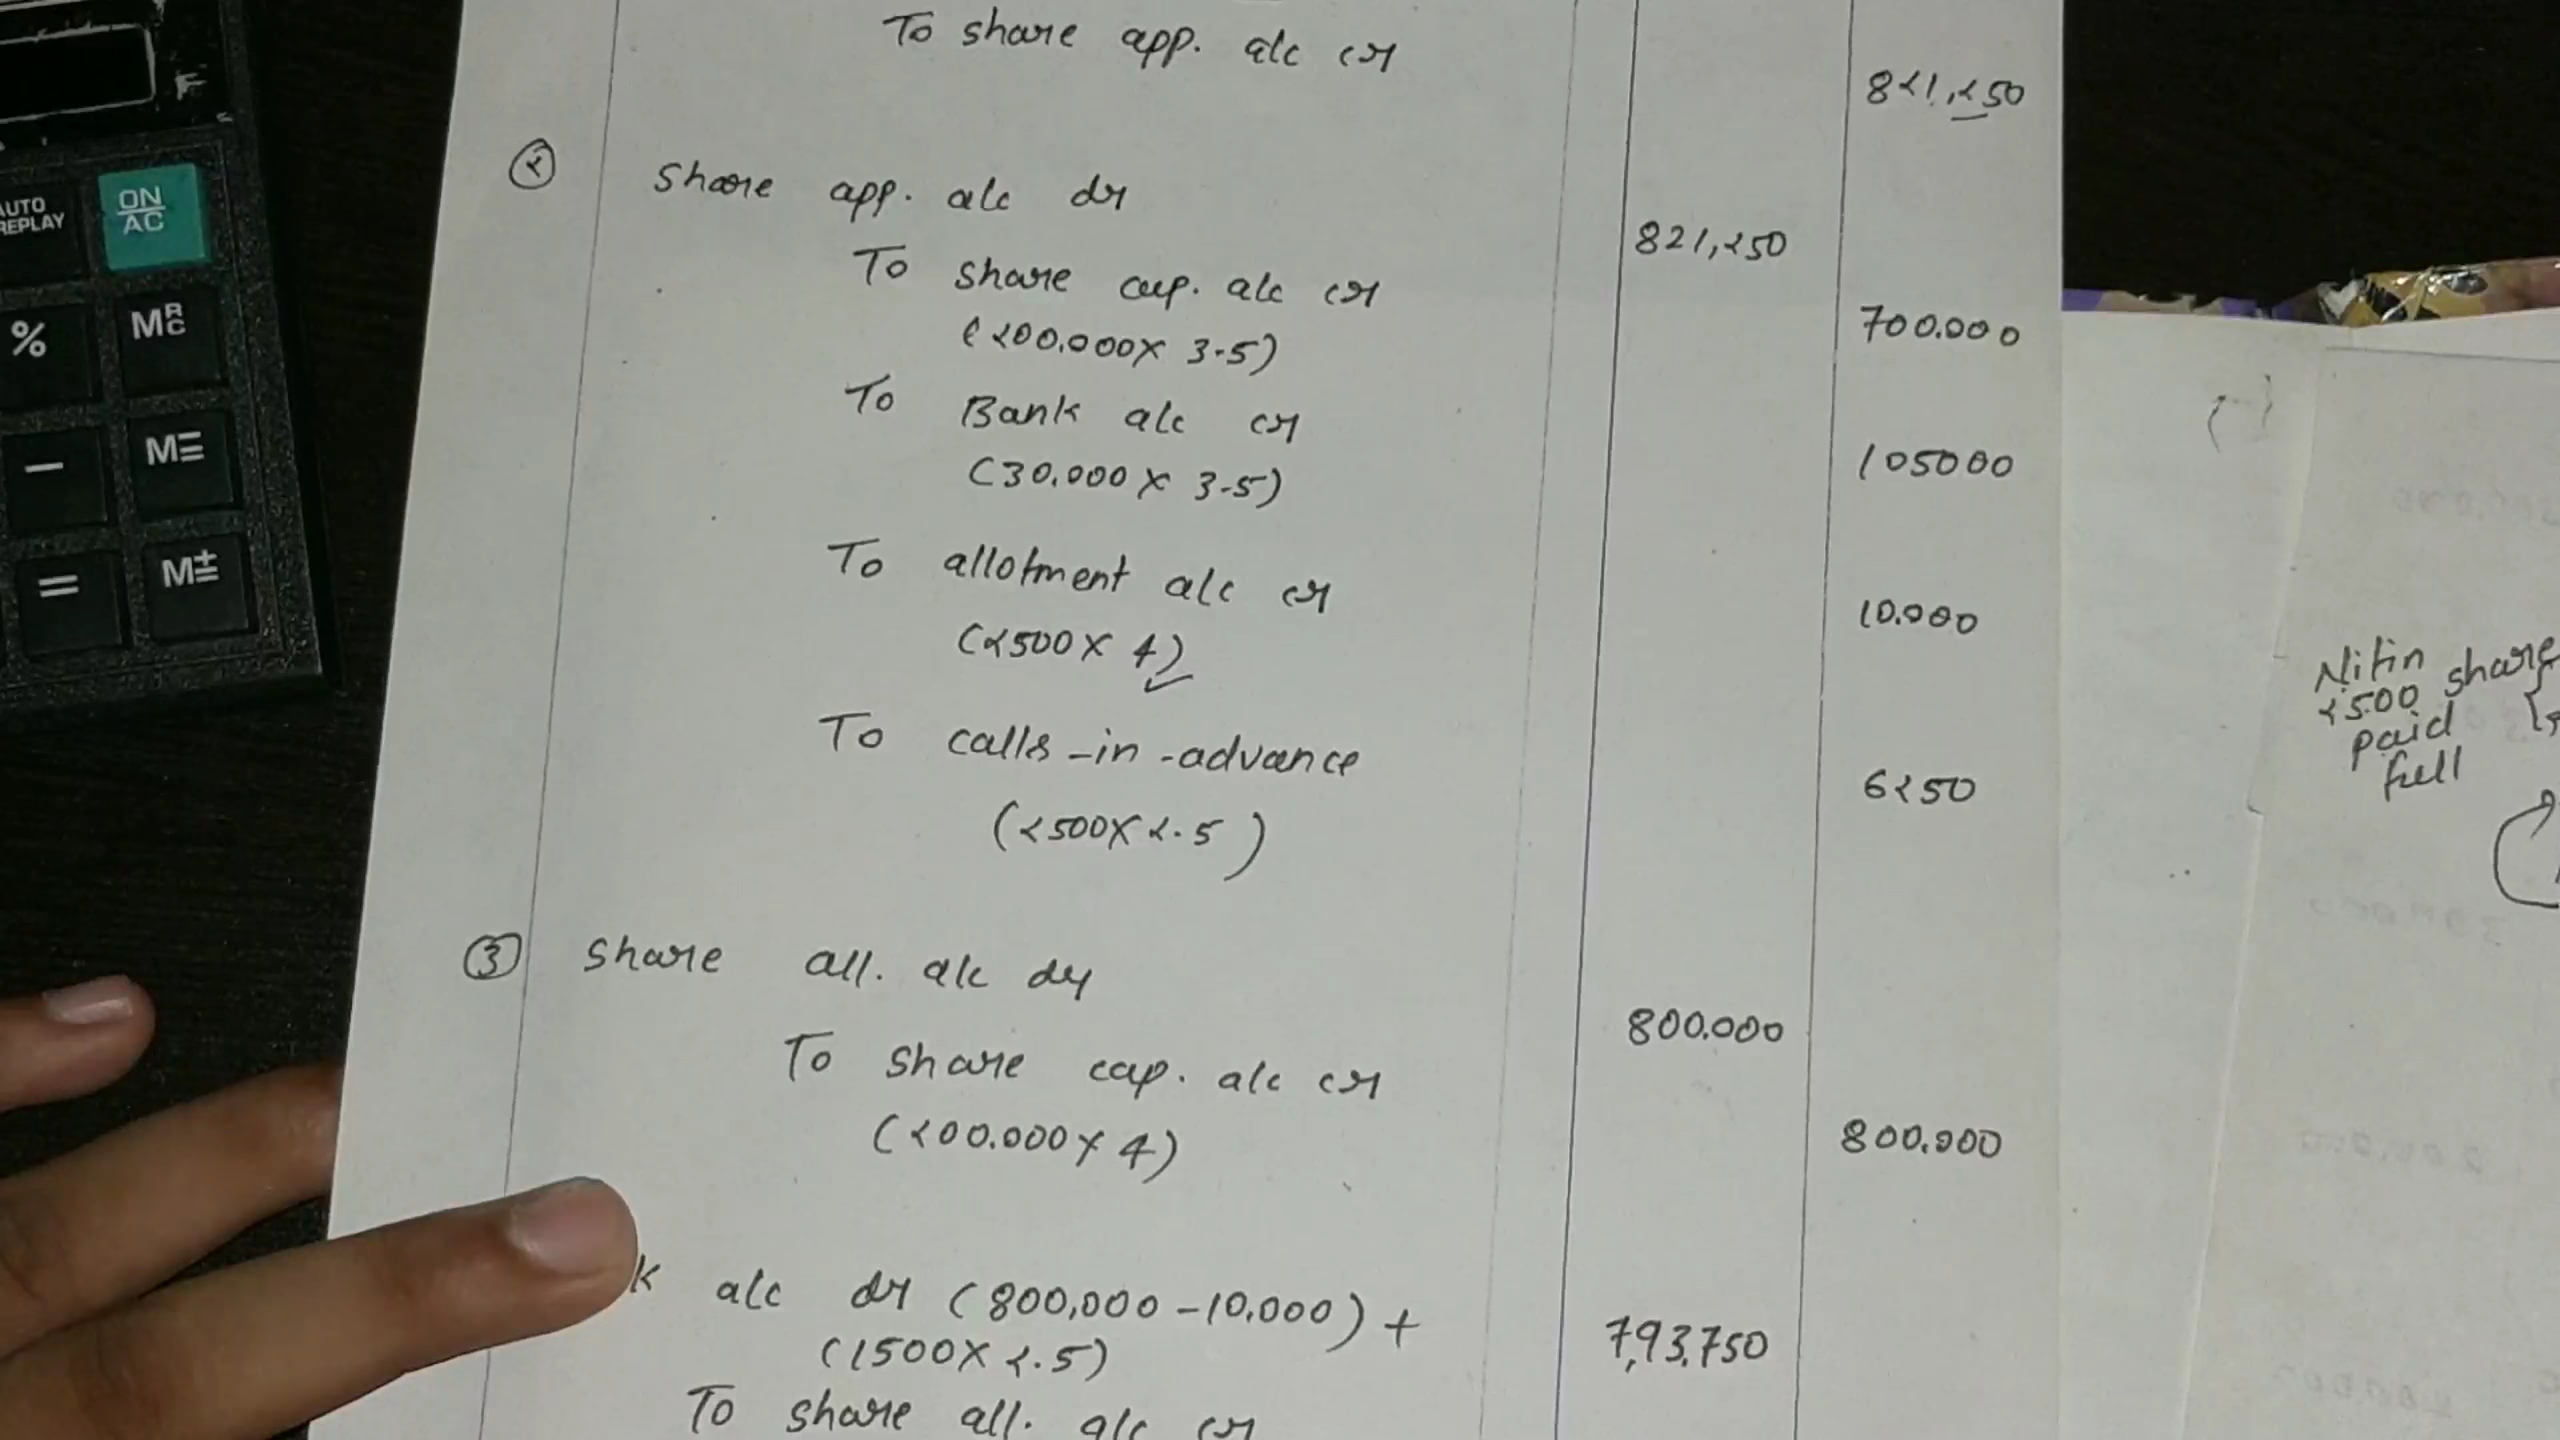 To share app. a/c cr
821,250
② Share app. a/c dr
821,250
To share cap. a/c cr
(200.000 x 3.5)
700.000
To Bank a/c cr
(30.000 x 3.5)
105000
To allotment a/c cr
(2500 x 4)
10.000
To calls-in-advance
(2500 x 2.5)
6250
③ Share all. a/c dr
800.000
To share cap. a/c cr
(200.000 x 4)
800.000
k a/c dr (800,000 - 10.000) +
(1500 x 2.5)
7,93,750
To share all. a/c cr
Nitin share
2500
paid
full
AUTO
REPLAY
ON
AC
%
MRC
−
M=
=
M±